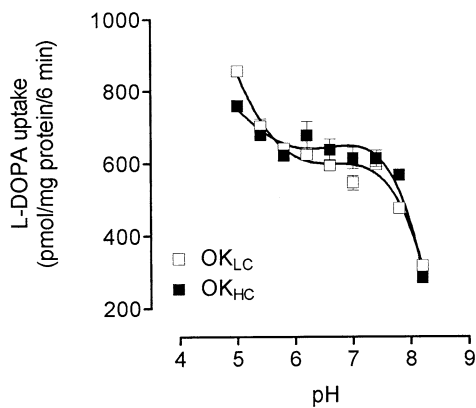 1000
800
600
400
200
L-DOPA uptake
(pmol/mg protein/6 min)
OKLC
OKHC
4 5 6 7 8 9
pH